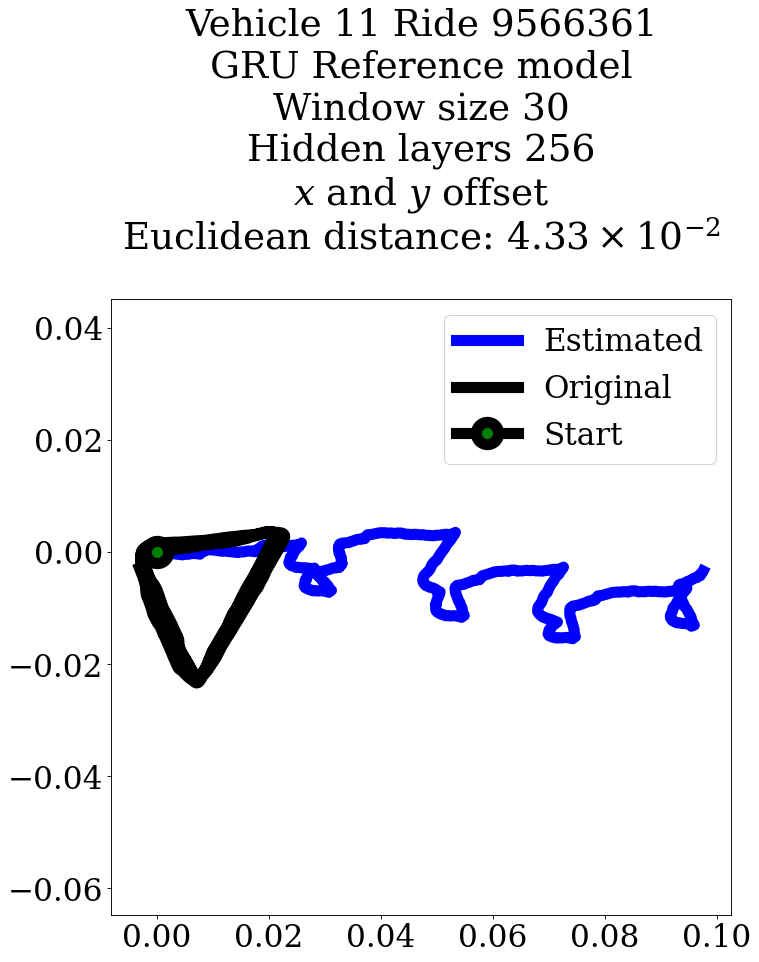 Vehicle 11 Ride 9566361
GRU Reference model
Window size 30
Hidden layers 256
x and y offset
Euclidean distance: 4.33 × 10⁻²
Estimated
Original
Start
0.04
0.02
0.00
−0.02
−0.04
−0.06
0.00 0.02 0.04 0.06 0.08 0.10